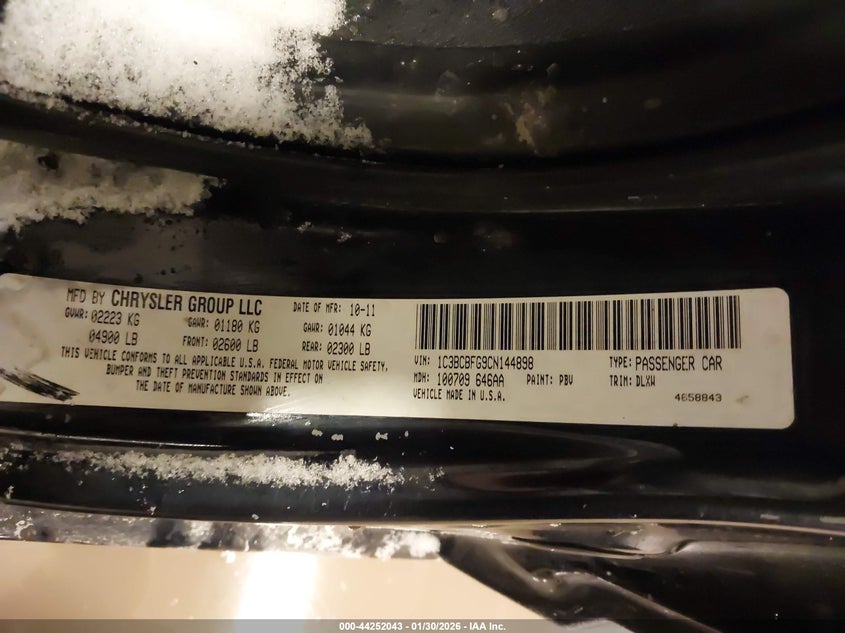 MFD BY CHRYSLER GROUP LLC DATE OF MFR: 10-11
GVWR: 02223 KG GAWR: 01180 KG GAWR: 01044 KG
04900 LB FRONT: 02600 LB REAR: 02300 LB
THIS VEHICLE CONFORMS TO ALL APPLICABLE U.S.A. FEDERAL MOTOR VEHICLE SAFETY,
BUMPER AND THEFT PREVENTION STANDARDS IN EFFECT ON
THE DATE OF MANUFACTURE SHOWN ABOVE.
VIN: 1C3BCBFG9CN144898 TYPE: PASSENGER CAR
MDH: 100709 646AA PAINT: PBV TRIM: DLXW
VEHICLE MADE IN U.S.A. 4658843
000-44252043 - 01/30/2026 - IAA Inc.